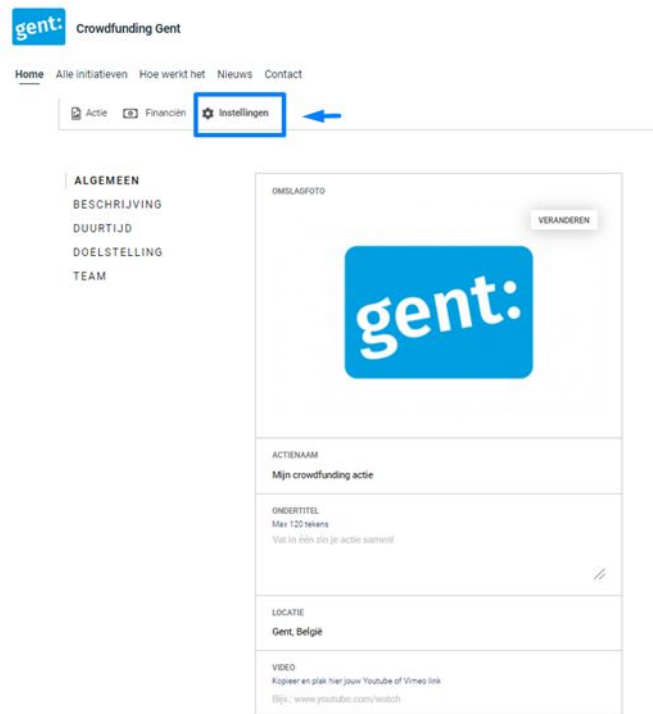 gent: Crowdfunding Gent
Home Alle initiatieven Hoe werkt het Nieuws Contact
Actie Financiën Instellingen
ALGEMEEN
BESCHRIJVING
DUURTIJD
DOELSTELLING
TEAM
OMSLAGFOTO
VERANDEREN
gent:
ACTIENAAM
Mijn crowdfunding actie
ONDERTITEL
Max 120 tekens
Vat in één zin je actie samen!
LOCATIE
Gent, België
VIDEO
Kopieer en plak hier jouw Youtube of Vimeo link
Bijv.: www.youtube.com/watch